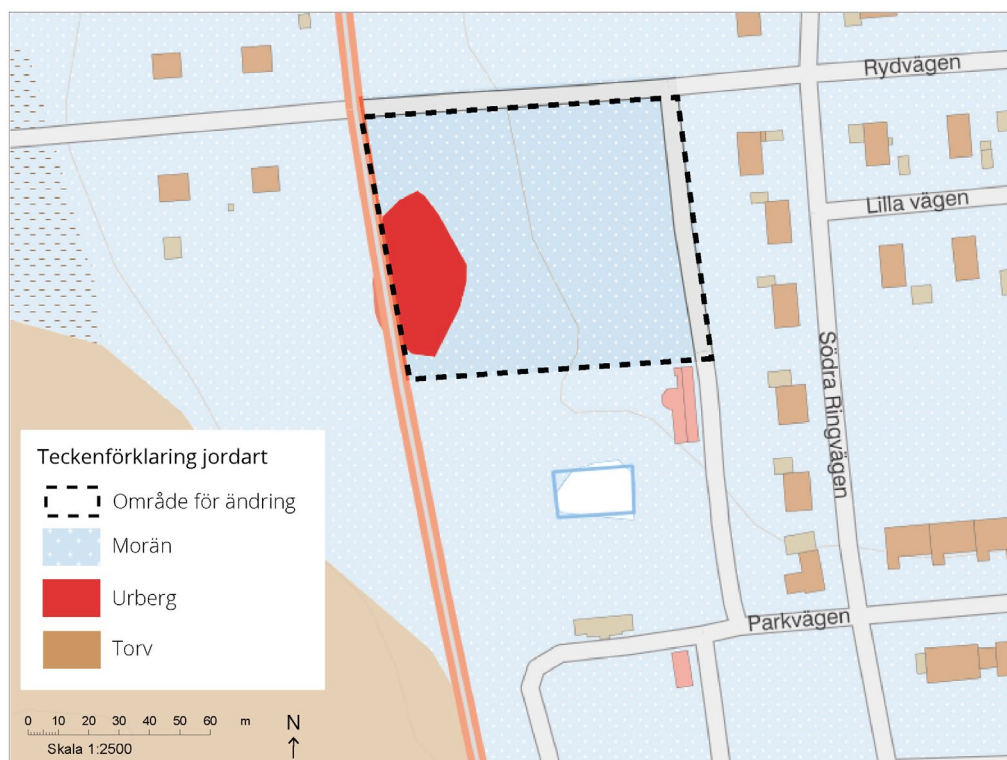 Rydvägen
Lilla vägen
Södra Ringvägen
Parkvägen
Teckenförklaring jordart
Område för ändring
Morän
Urberg
Torv
0 10 20 30 40 50 60 m
Skala 1:2500
N